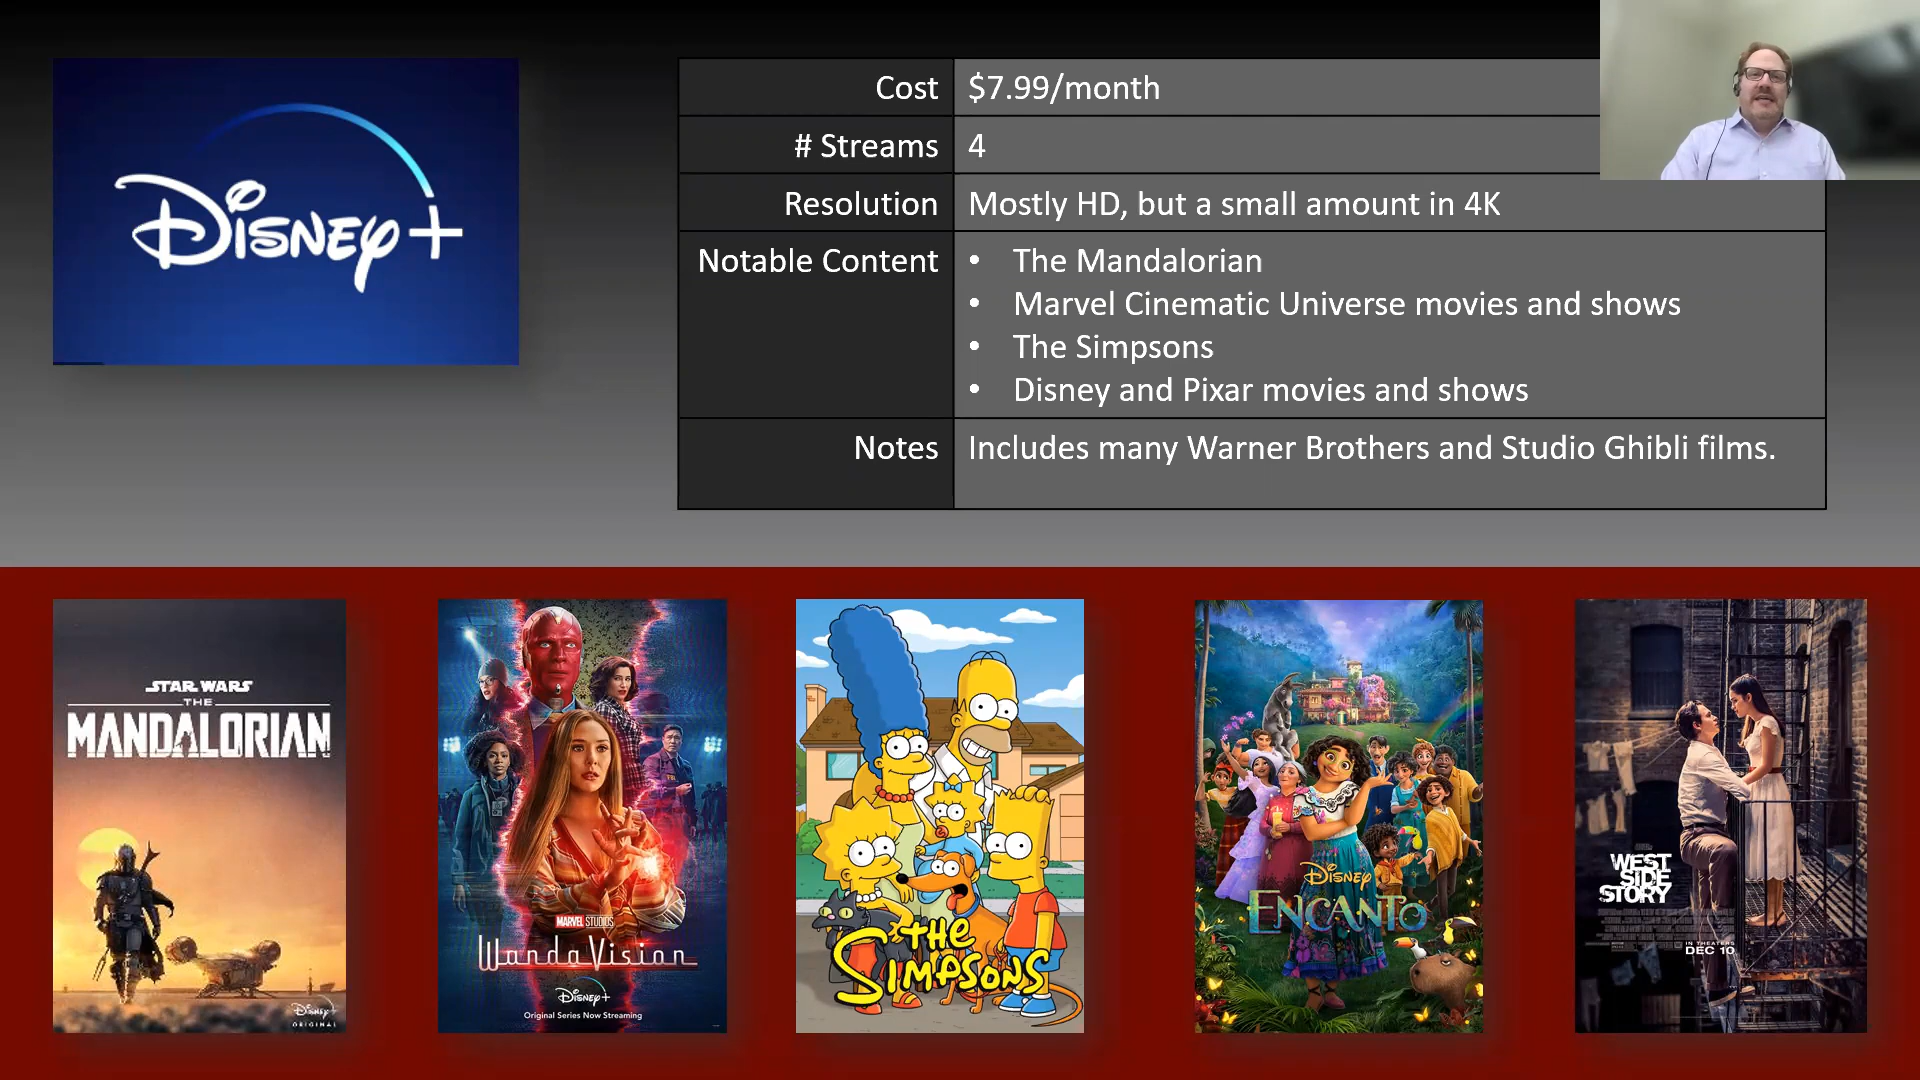 Disney+
Cost
$7.99/month
# Streams
4
Resolution
Mostly HD, but a small amount in 4K
Notable Content
• The Mandalorian
• Marvel Cinematic Universe movies and shows
• The Simpsons
• Disney and Pixar movies and shows
Notes
Includes many Warner Brothers and Studio Ghibli films.
STAR WARS
THE
MANDALORIAN
Disney+
ORIGINAL
MARVEL STUDIOS
WandaVision
Disney+
Original Series Now Streaming
THE
SIMPSONS
DISNEY
ENCANTO
WEST
SIDE
STORY
IN THEATERS
DEC 10